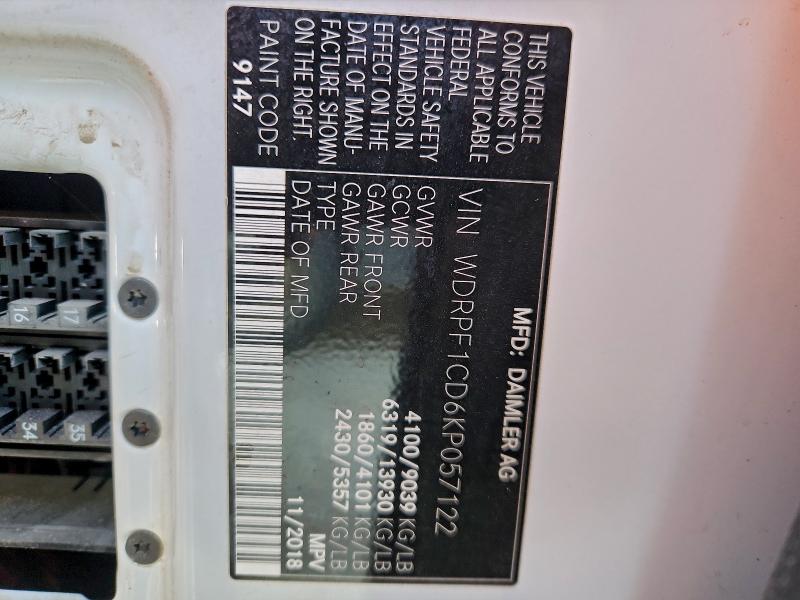 THIS VEHICLE
CONFORMS TO
ALL APPLICABLE
FEDERAL
VEHICLE SAFETY
STANDARDS IN
EFFECT ON THE
DATE OF MANU-
FACTURE SHOWN
ON THE RIGHT.
PAINT CODE
9147
MFD: DAIMLER AG
VIN WDRPF1CD6KP057122
GVWR 4100/9039 KG/LB
GCWR 6319/13930 KG/LB
GAWR FRONT 1860/4101 KG/LB
GAWR REAR 2430/5357 KG/LB
TYPE MPV
DATE OF MFD 11/2018
16
17
34
35